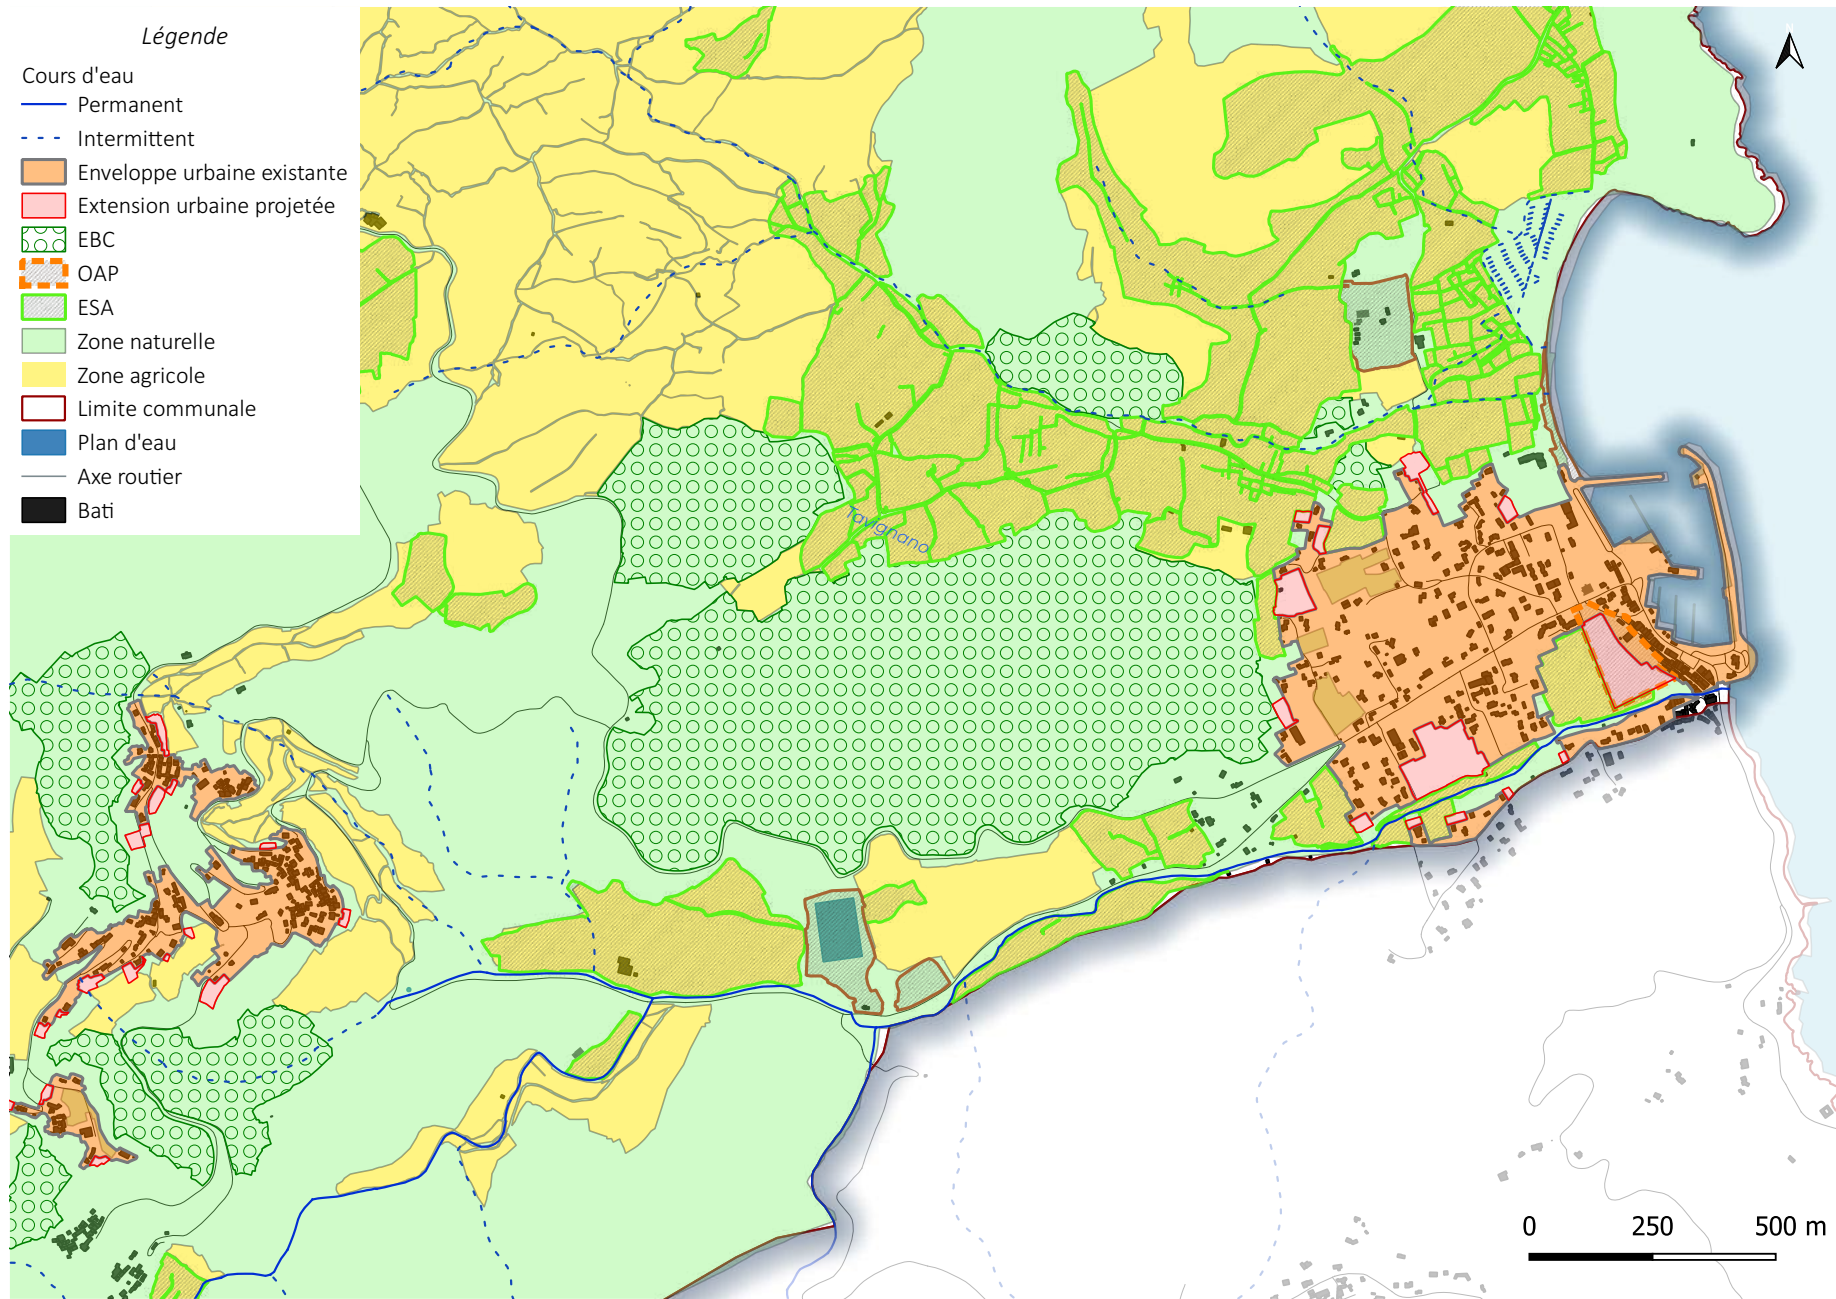 Légende
Cours d'eau
Permanent
Intermittent
Enveloppe urbaine existante
Extension urbaine projetée
EBC
OAP
ESA
Zone naturelle
Zone agricole
Limite communale
Plan d'eau
Axe routier
Bati
Tavignano
0 250 500 m